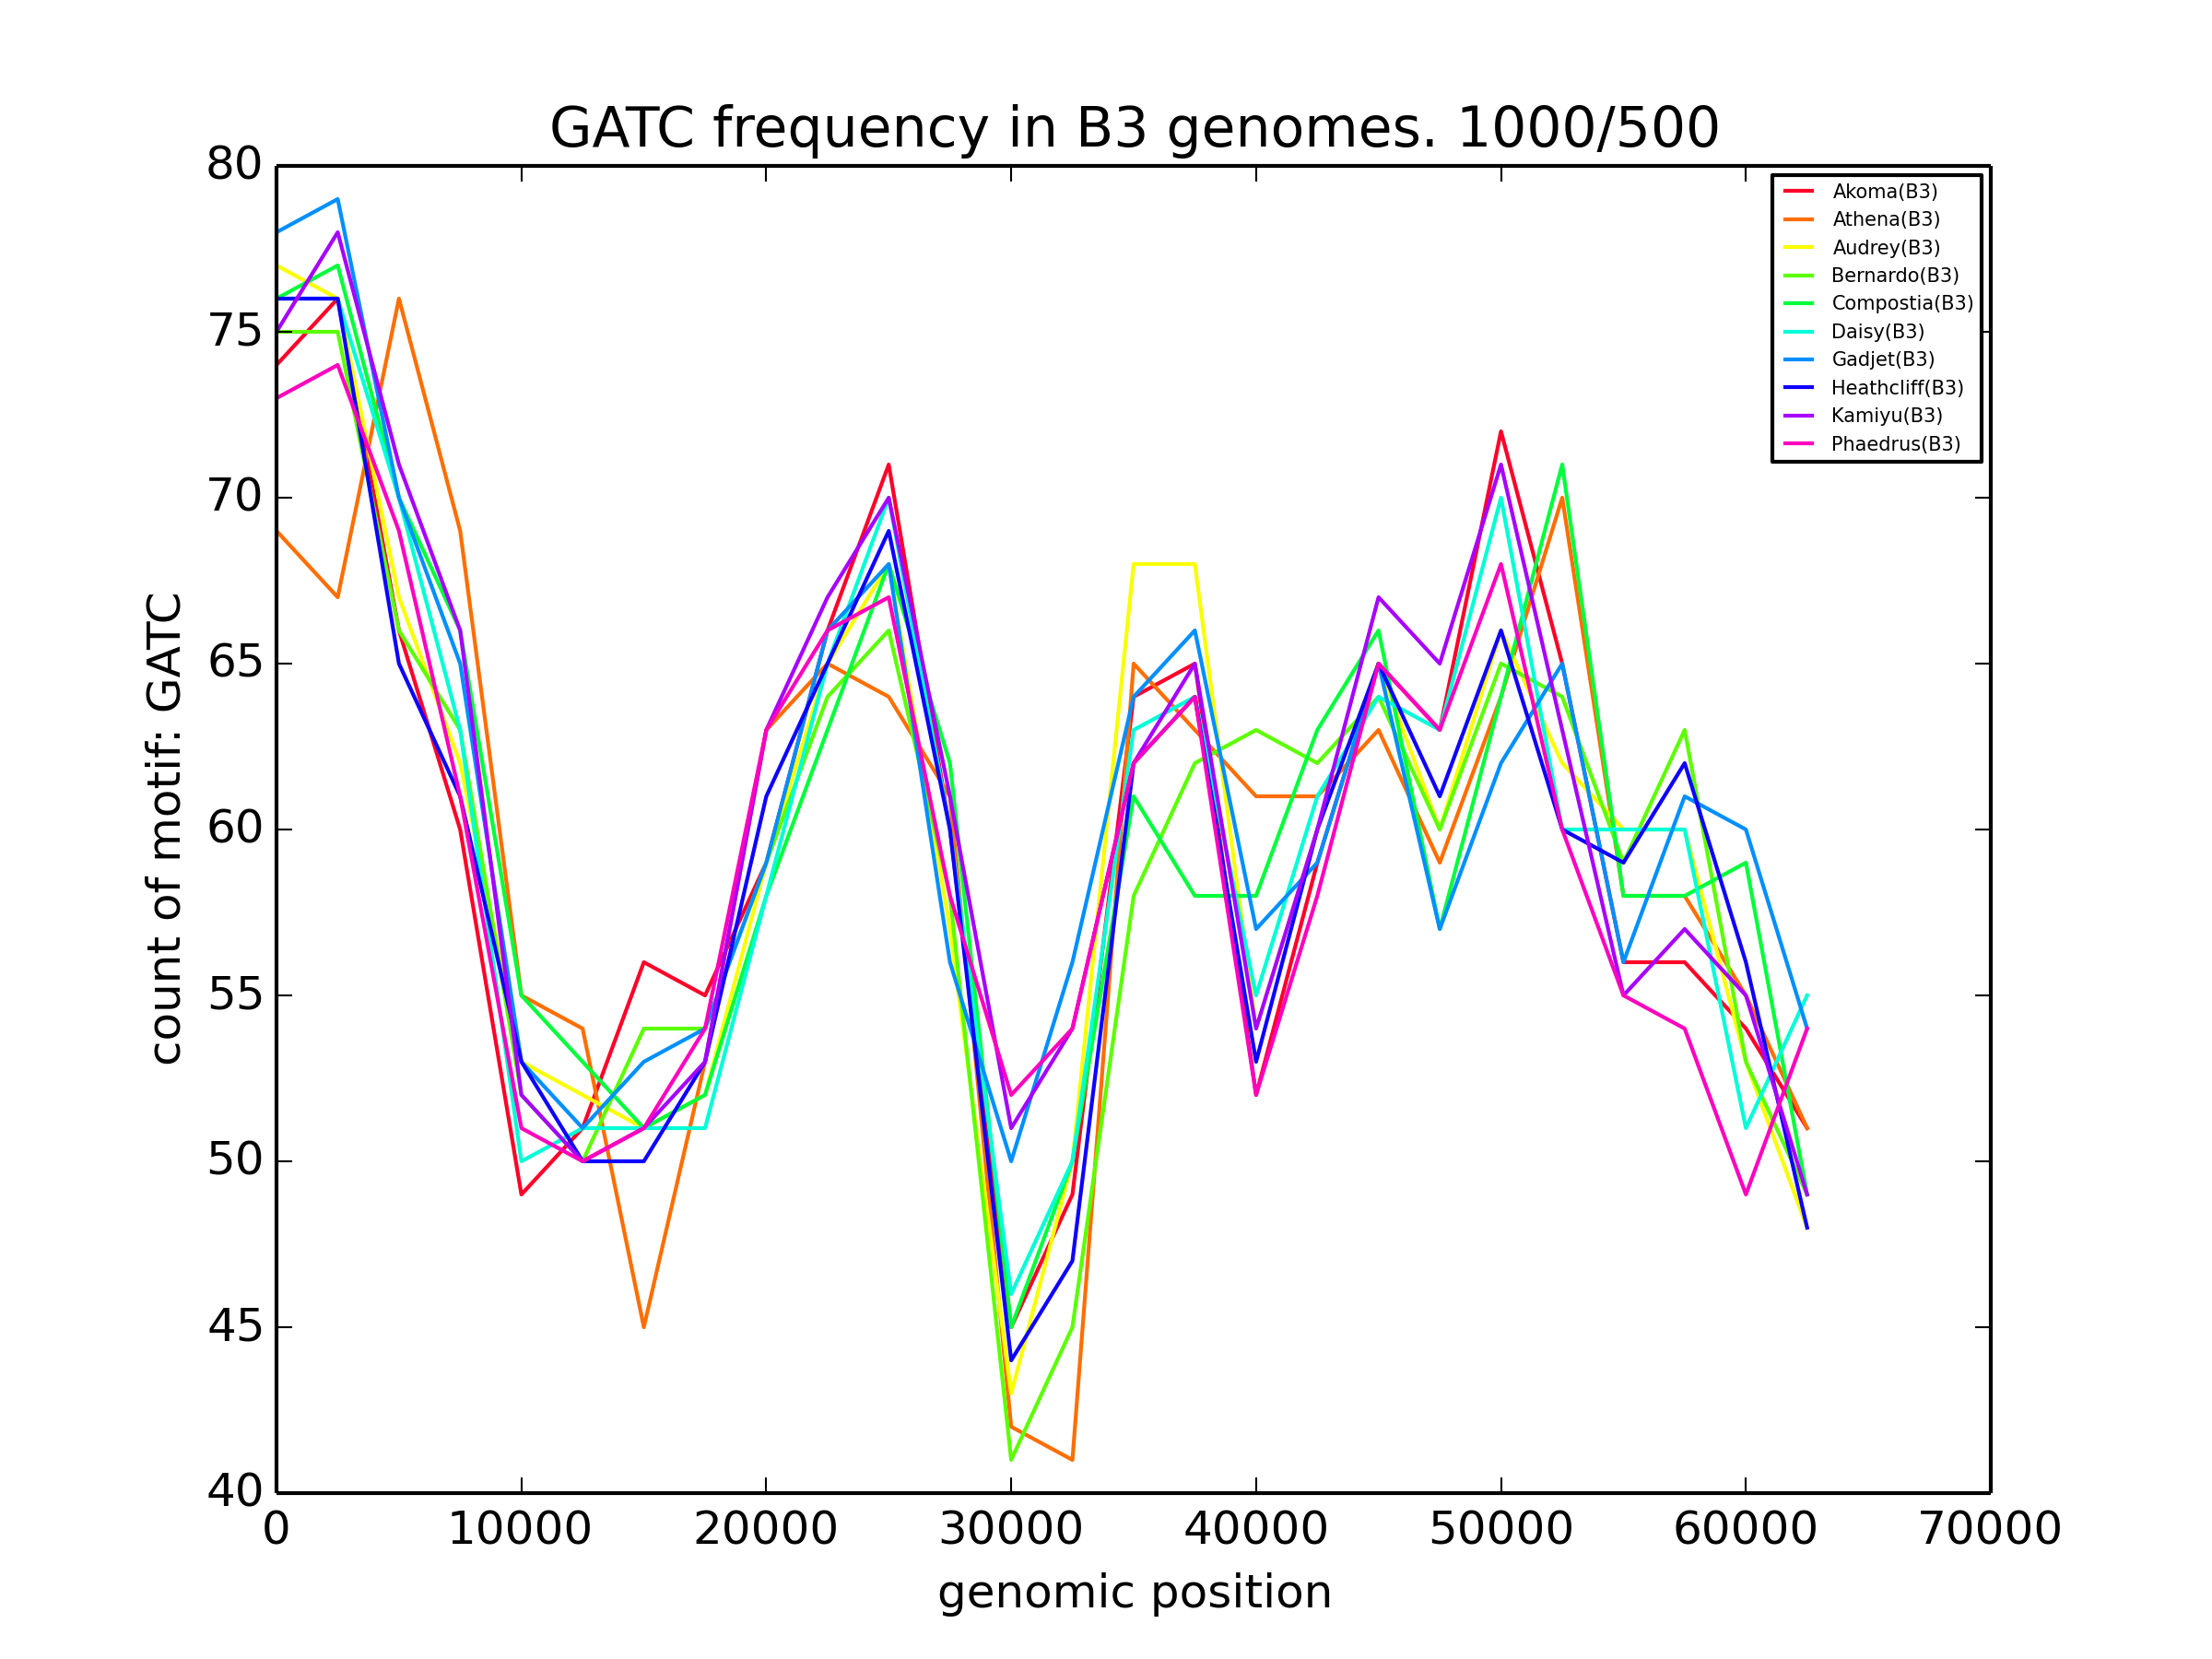 GATC frequency in B3 genomes. 1000/500
80
75
70
65
60
55
50
45
40
count of motif: GATC
Akoma(B3)
Athena(B3)
Audrey(B3)
Bernardo(B3)
Compostia(B3)
Daisy(B3)
Gadjet(B3)
Heathcliff(B3)
Kamiyu(B3)
Phaedrus(B3)
0 10000 20000 30000 40000 50000 60000 70000
genomic position